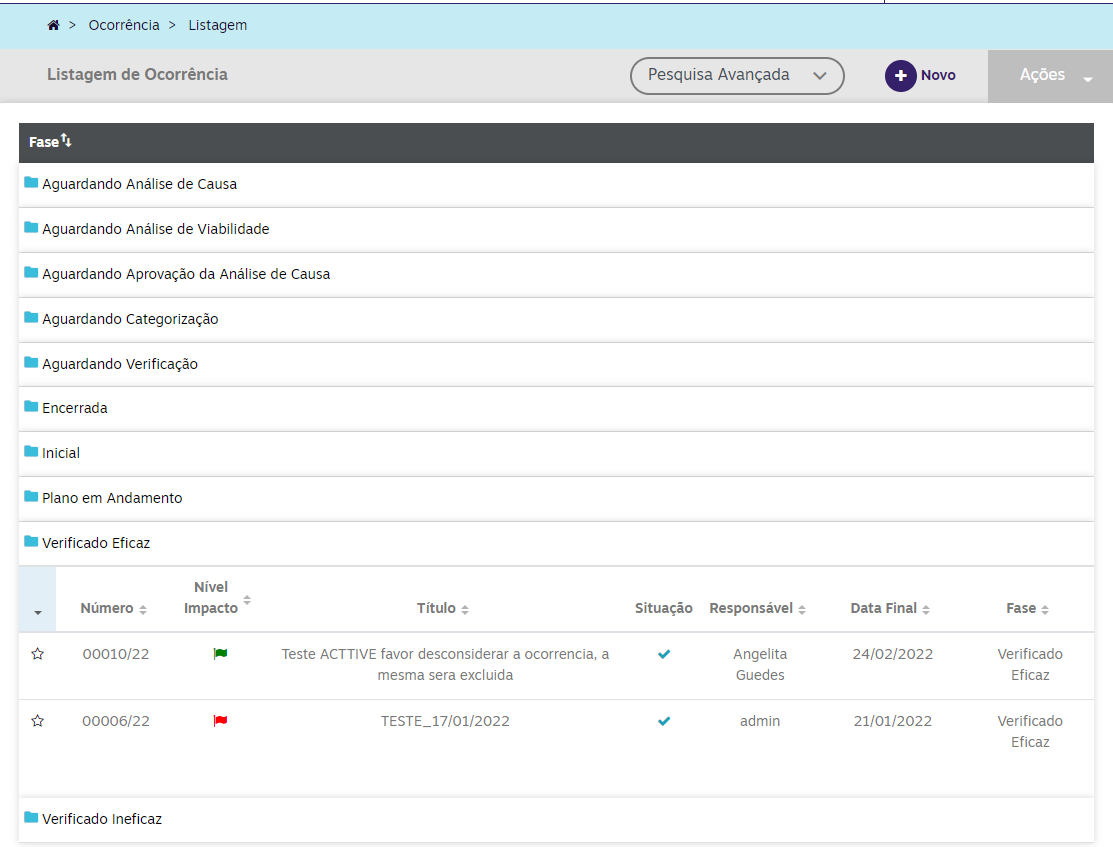 > Ocorrência > Listagem
Listagem de Ocorrência
Pesquisa Avançada
Novo
Ações
Fase
Aguardando Análise de Causa
Aguardando Análise de Viabilidade
Aguardando Aprovação da Análise de Causa
Aguardando Categorização
Aguardando Verificação
Encerrada
Inicial
Plano em Andamento
Verificado Eficaz
Número
Nível
Impacto
Título
Situação
Responsável
Data Final
Fase
00010/22
Teste ACTTIVE favor desconsiderar a ocorrencia, a
mesma sera excluida
Angelita
Guedes
24/02/2022
Verificado
Eficaz
00006/22
TESTE_17/01/2022
admin
21/01/2022
Verificado
Eficaz
Verificado Ineficaz